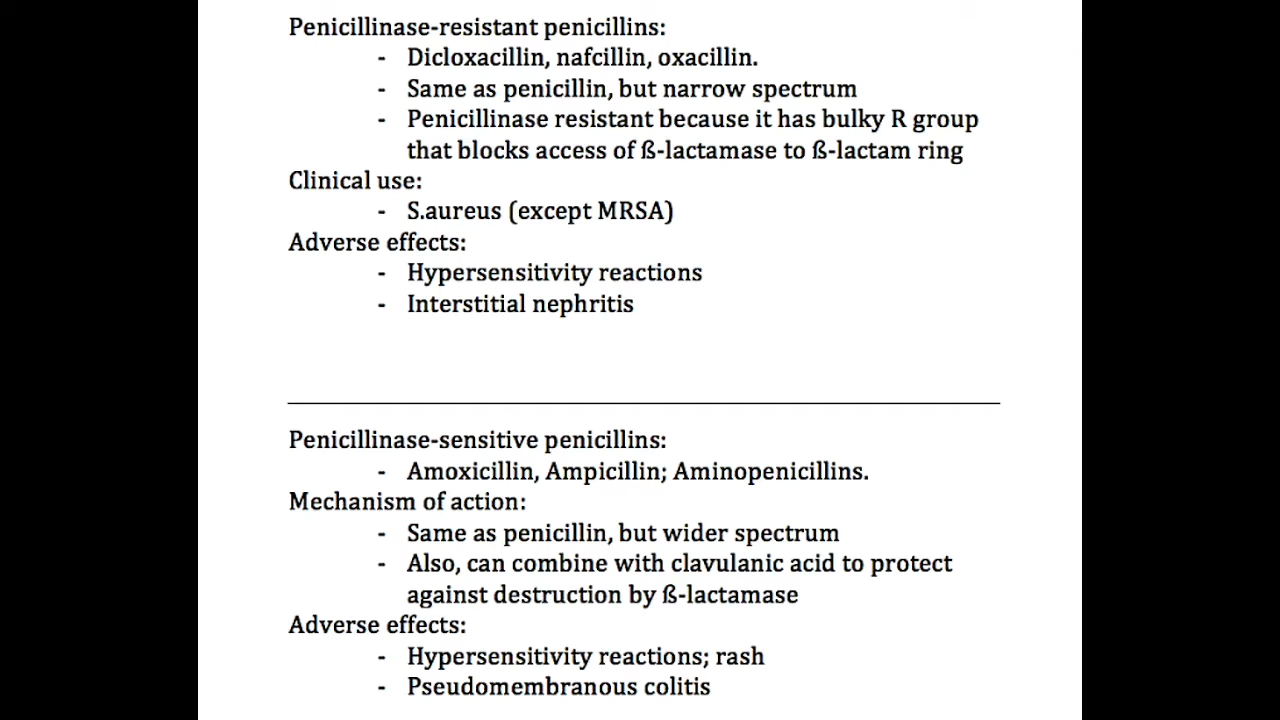 Penicillinase-resistant penicillins:
- Dicloxacillin, nafcillin, oxacillin.
- Same as penicillin, but narrow spectrum
- Penicillinase resistant because it has bulky R group
that blocks access of ß-lactamase to ß-lactam ring
Clinical use:
- S.aureus (except MRSA)
Adverse effects:
- Hypersensitivity reactions
- Interstitial nephritis
Penicillinase-sensitive penicillins:
- Amoxicillin, Ampicillin; Aminopenicillins.
Mechanism of action:
- Same as penicillin, but wider spectrum
- Also, can combine with clavulanic acid to protect
against destruction by ß-lactamase
Adverse effects:
- Hypersensitivity reactions; rash
- Pseudomembranous colitis